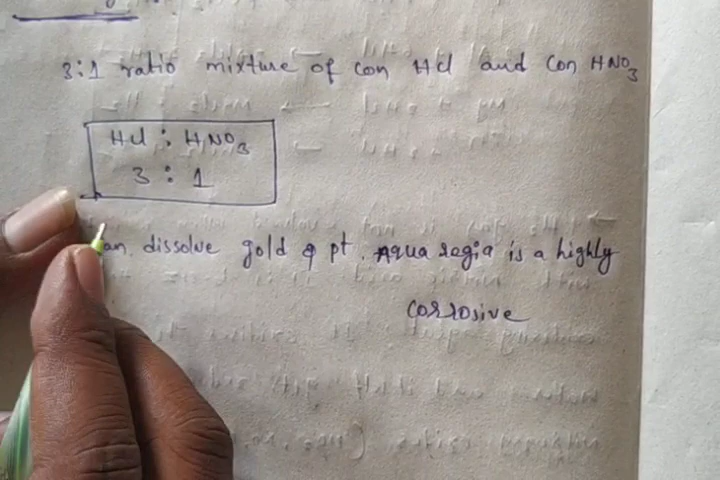 3:1 ratio mixture of con HCl and con HNO3
HCl : HNO3
3 : 1
an dissolve gold & pt. Aqua regia is a highly
corrosive